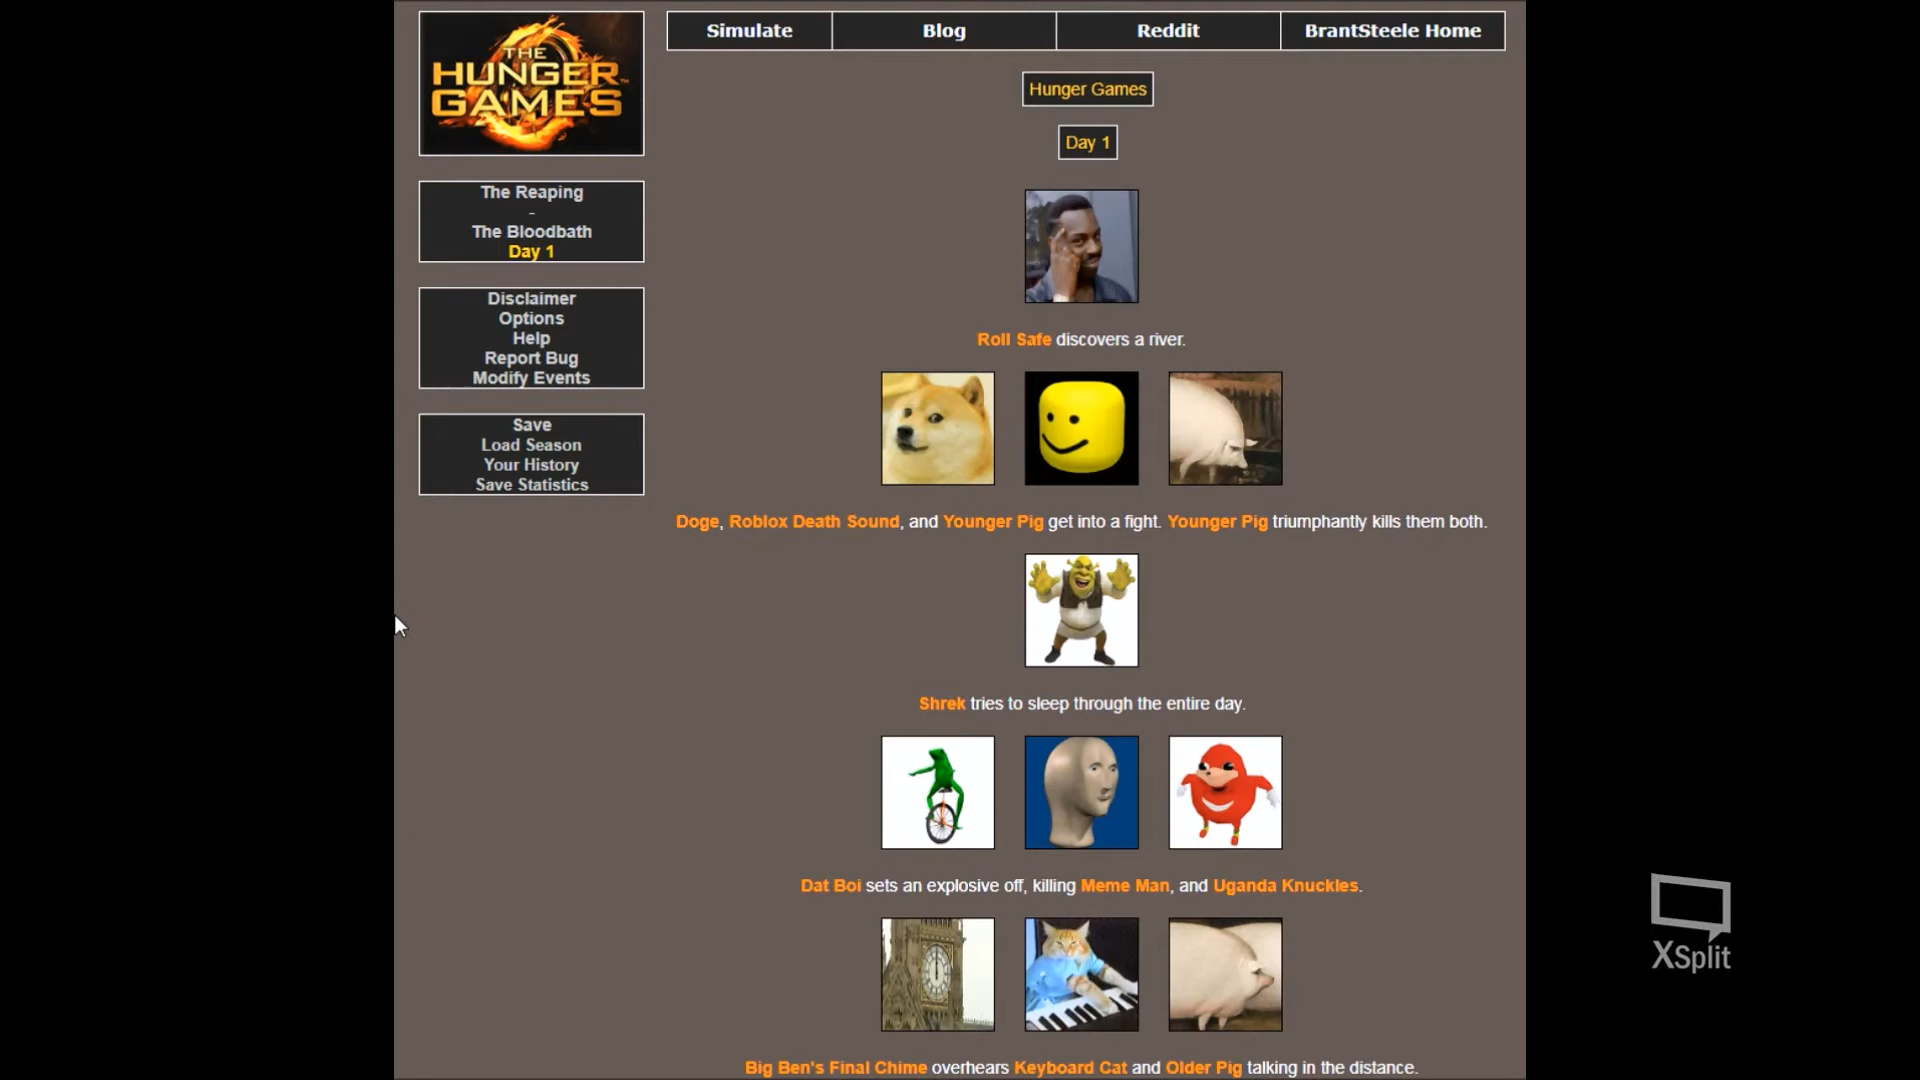 THE
HUNGER
GAMES
Simulate
Blog
Reddit
BrantSteele Home
The Reaping
-
The Bloodbath
Day 1
Disclaimer
Options
Help
Report Bug
Modify Events
Save
Load Season
Your History
Save Statistics
Hunger Games
Day 1
Roll Safe discovers a river.
Doge, Roblox Death Sound, and Younger Pig get into a fight. Younger Pig triumphantly kills them both.
Shrek tries to sleep through the entire day.
Dat Boi sets an explosive off, killing Meme Man, and Uganda Knuckles.
Big Ben's Final Chime overhears Keyboard Cat and Older Pig talking in the distance.
XSplit